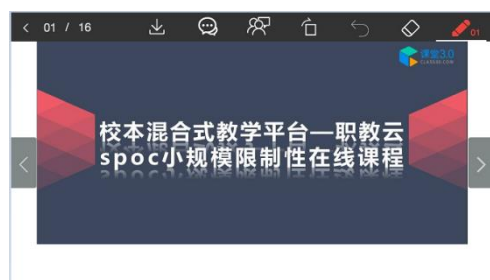 01 / 16
01
课堂3.0
校本混合式教学平台—职教云
spoc小规模限制性在线课程